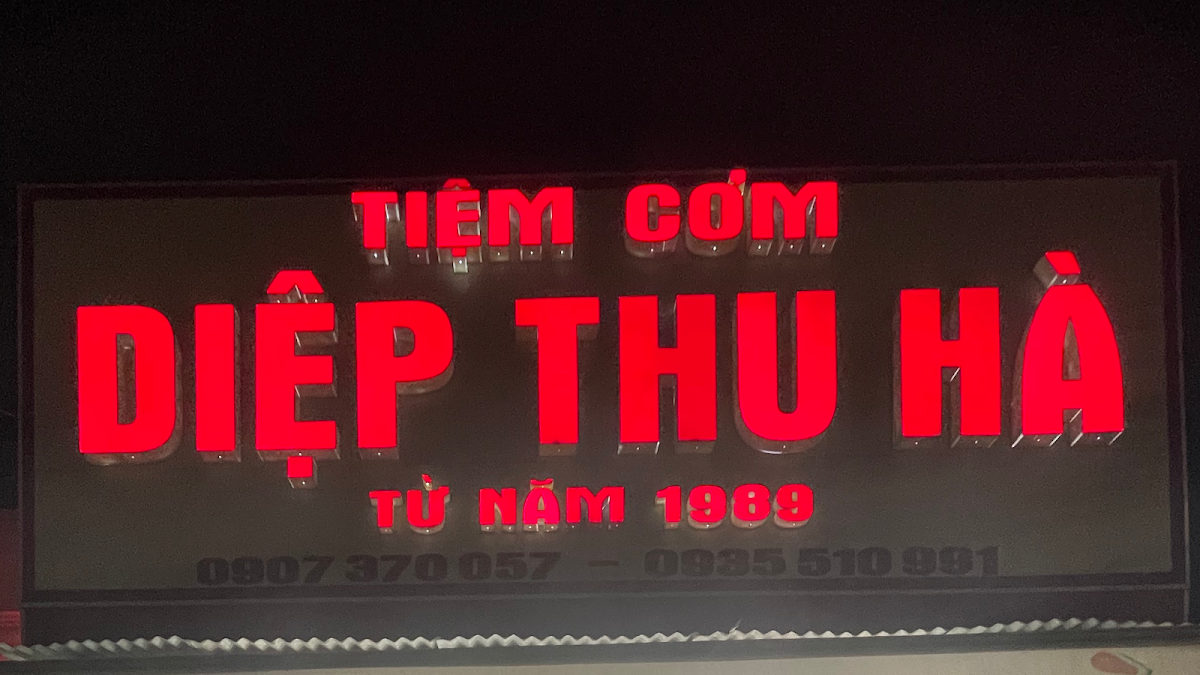 TIỆM CƠM
DIỆP THU HÀ
TỪ NĂM 1989
0907 370 057 - 0935 510 991